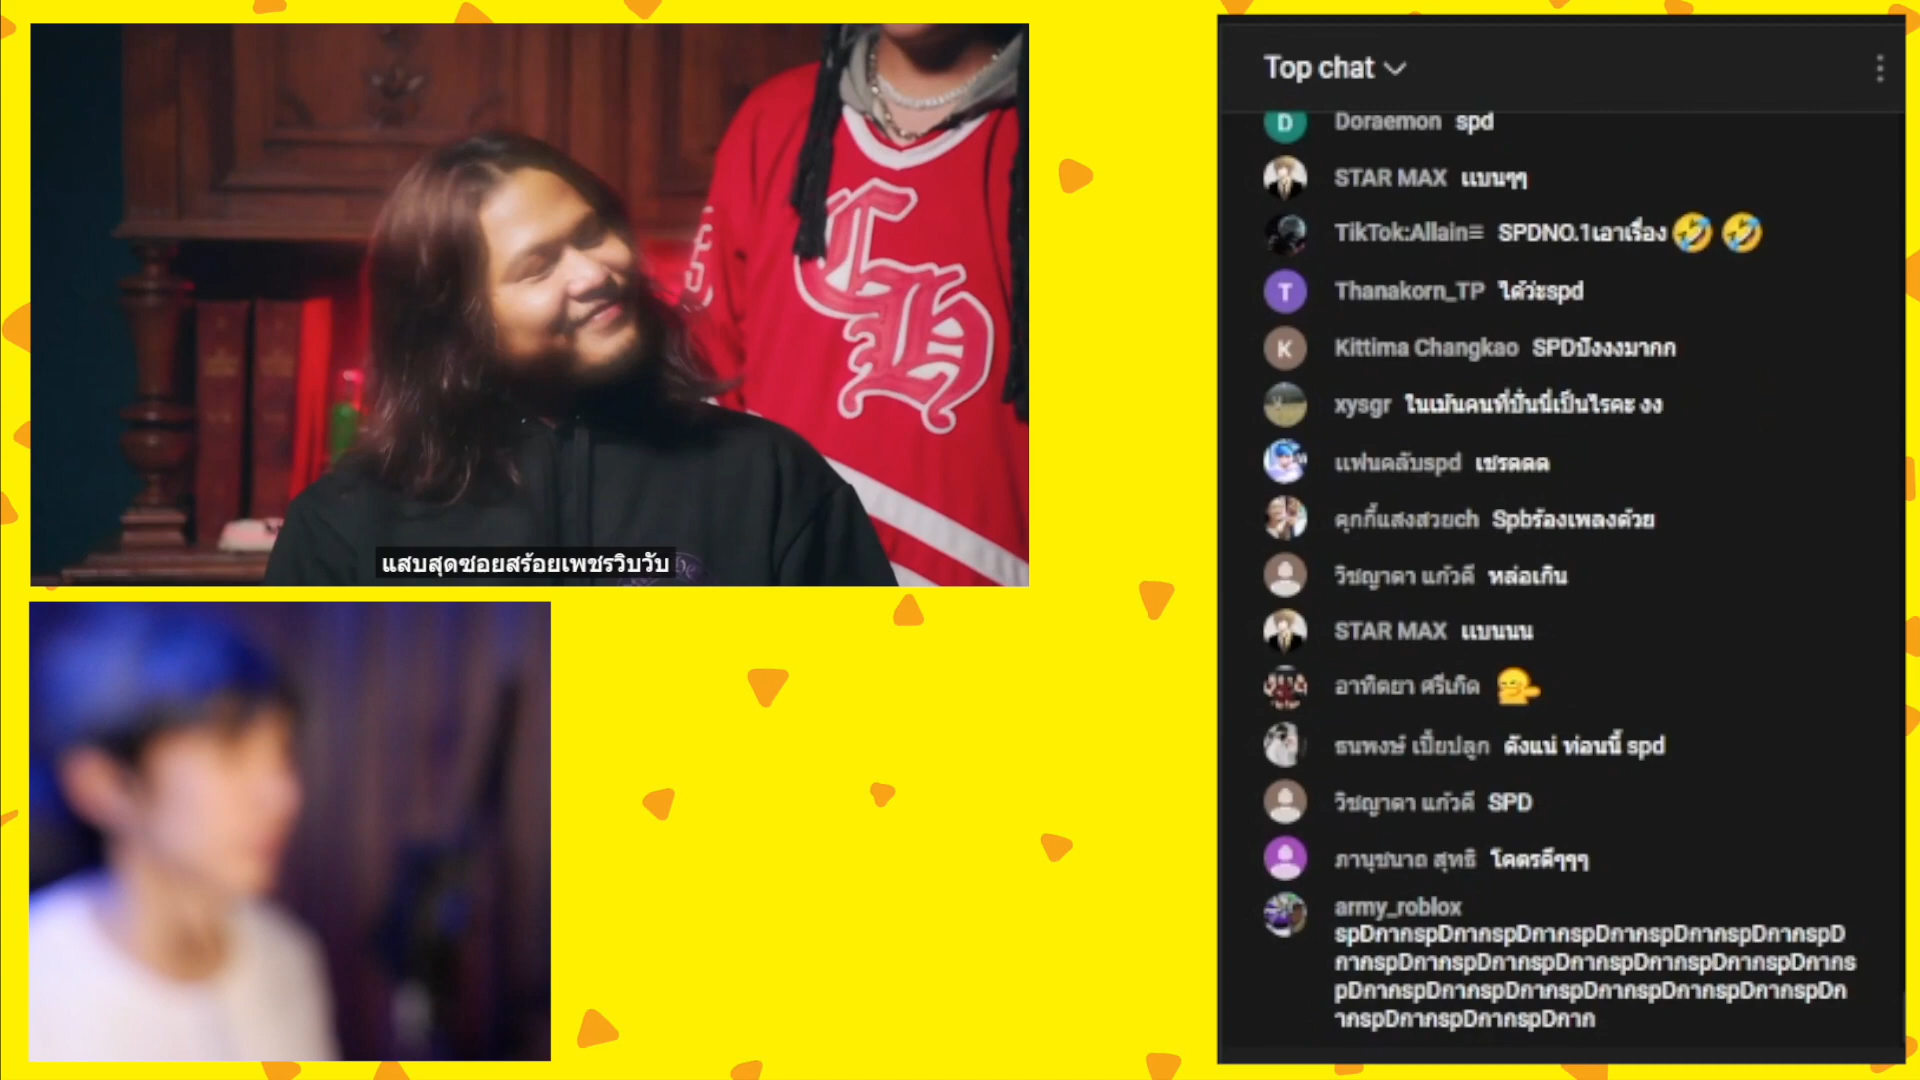 แสบสุดซอยสร้อยเพชรวิบวับ
Top chat
D Doraemon spd
STAR MAX แบนๆๆ
TikTok:Allain≡ SPDNO.1เอาเรื่อง🤣🤣
T Thanakorn_TP ได้ว่ะspd
K Kittima Changkao SPDบังงงมากก
xysgr ในเม้นคนที่ปั่นนี่เป็นไรคะ งง
แฟนคลับspd เชรดดด
คุกกี้แสงสวยch Spbร้องเพลงด้วย
วิชญาดา แก้วดี หล่อเกิน
STAR MAX แบนนน
อาทิตยา ศรีเกิด
ธนพงษ์ เปี้ยปลูก ดังแน่ ท่อนนี้ spd
วิชญาดา แก้วดี SPD
ภานุชนาถ สุทธิ โคตรดีๆๆๆ
army_roblox
spDกากspDกากspDกากspDกากspDกากspDกากspD
กากspDกากspDกากspDกากspDกากspDกากspDกากs
pDกากspDกากspDกากspDกากspDกากspDกากspDก
ากspDกากspDกากspDกาก